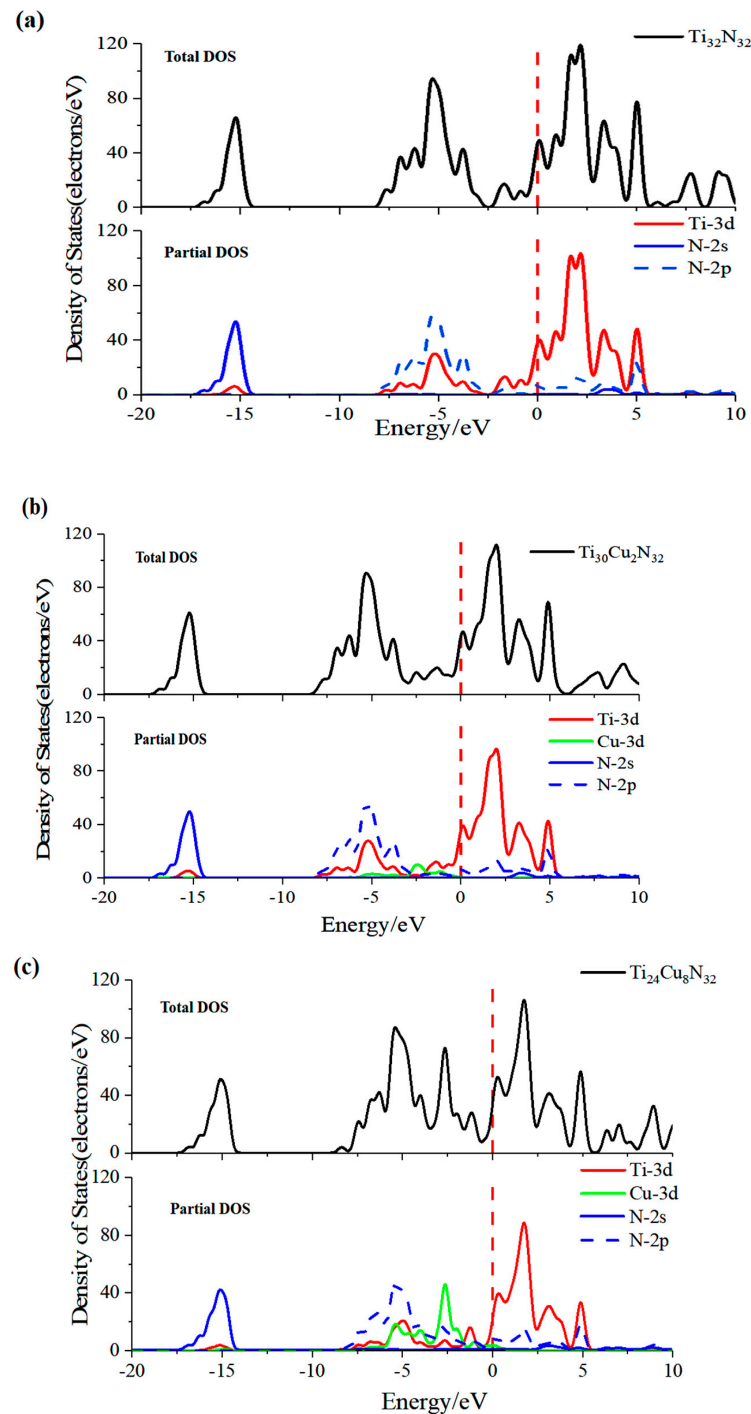 (a)
Ti32N32
Total DOS
120
80
40
0
Density of States(electrons/eV)
Ti-3d
N-2s
N-2p
Partial DOS
120
80
40
0
-20 -15 -10 -5 0 5 10
Energy/eV
(b)
Ti30Cu2N32
Total DOS
120
80
40
0
Density of States(electrons/eV)
Ti-3d
Cu-3d
N-2s
N-2p
Partial DOS
120
80
40
0
-20 -15 -10 -5 0 5 10
Energy/eV
(c)
Ti24Cu8N32
Total DOS
120
80
40
0
Density of States(electrons/eV)
Ti-3d
Cu-3d
N-2s
N-2p
Partial DOS
120
80
40
0
-20 -15 -10 -5 0 5 10
Energy/eV